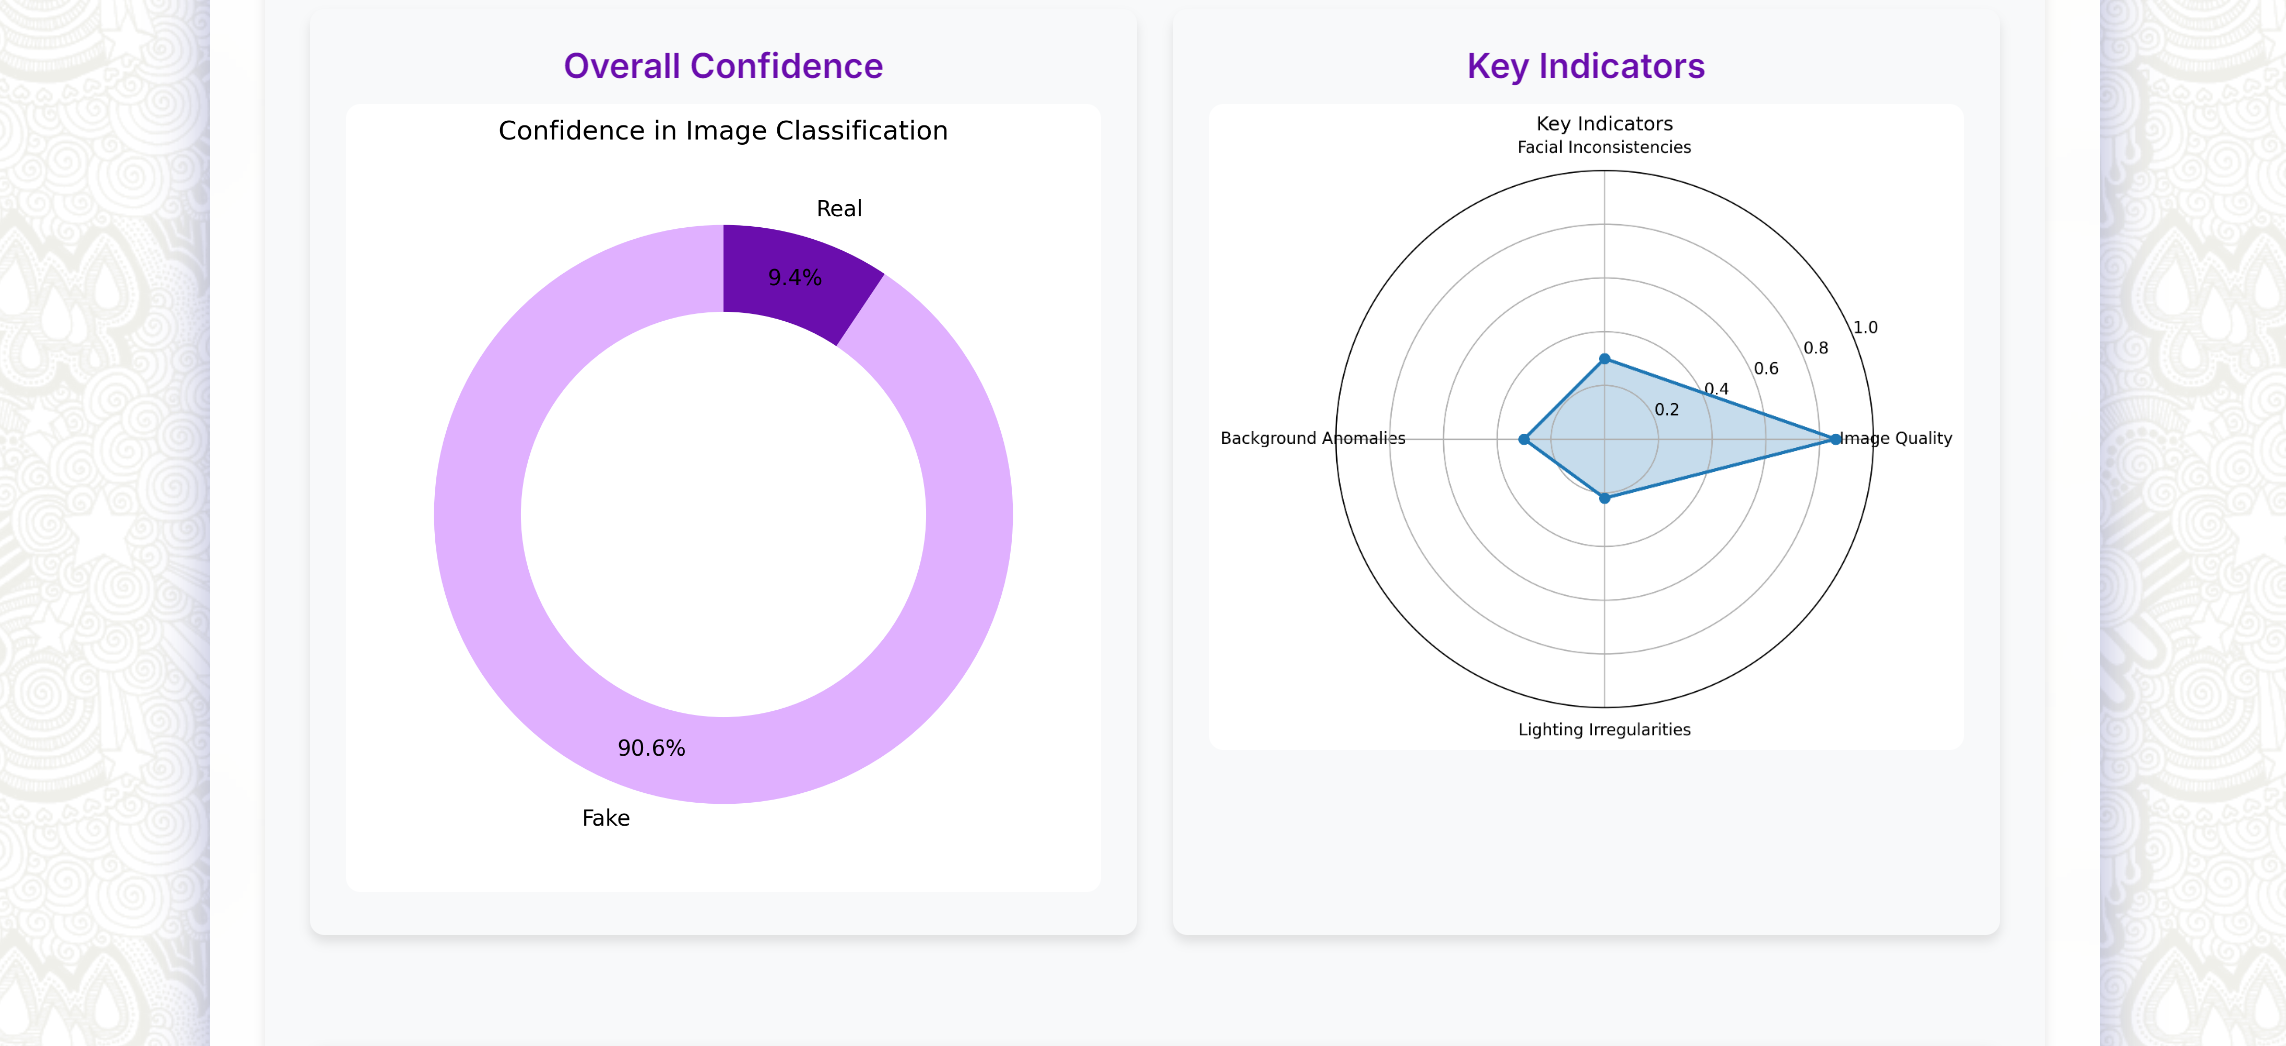 Overall Confidence
Confidence in Image Classification
Real
9.4%
90.6%
Fake
Key Indicators
Key Indicators
Facial Inconsistencies
1.0
0.8
0.6
0.4
0.2
Background Anomalies
Image Quality
Lighting Irregularities